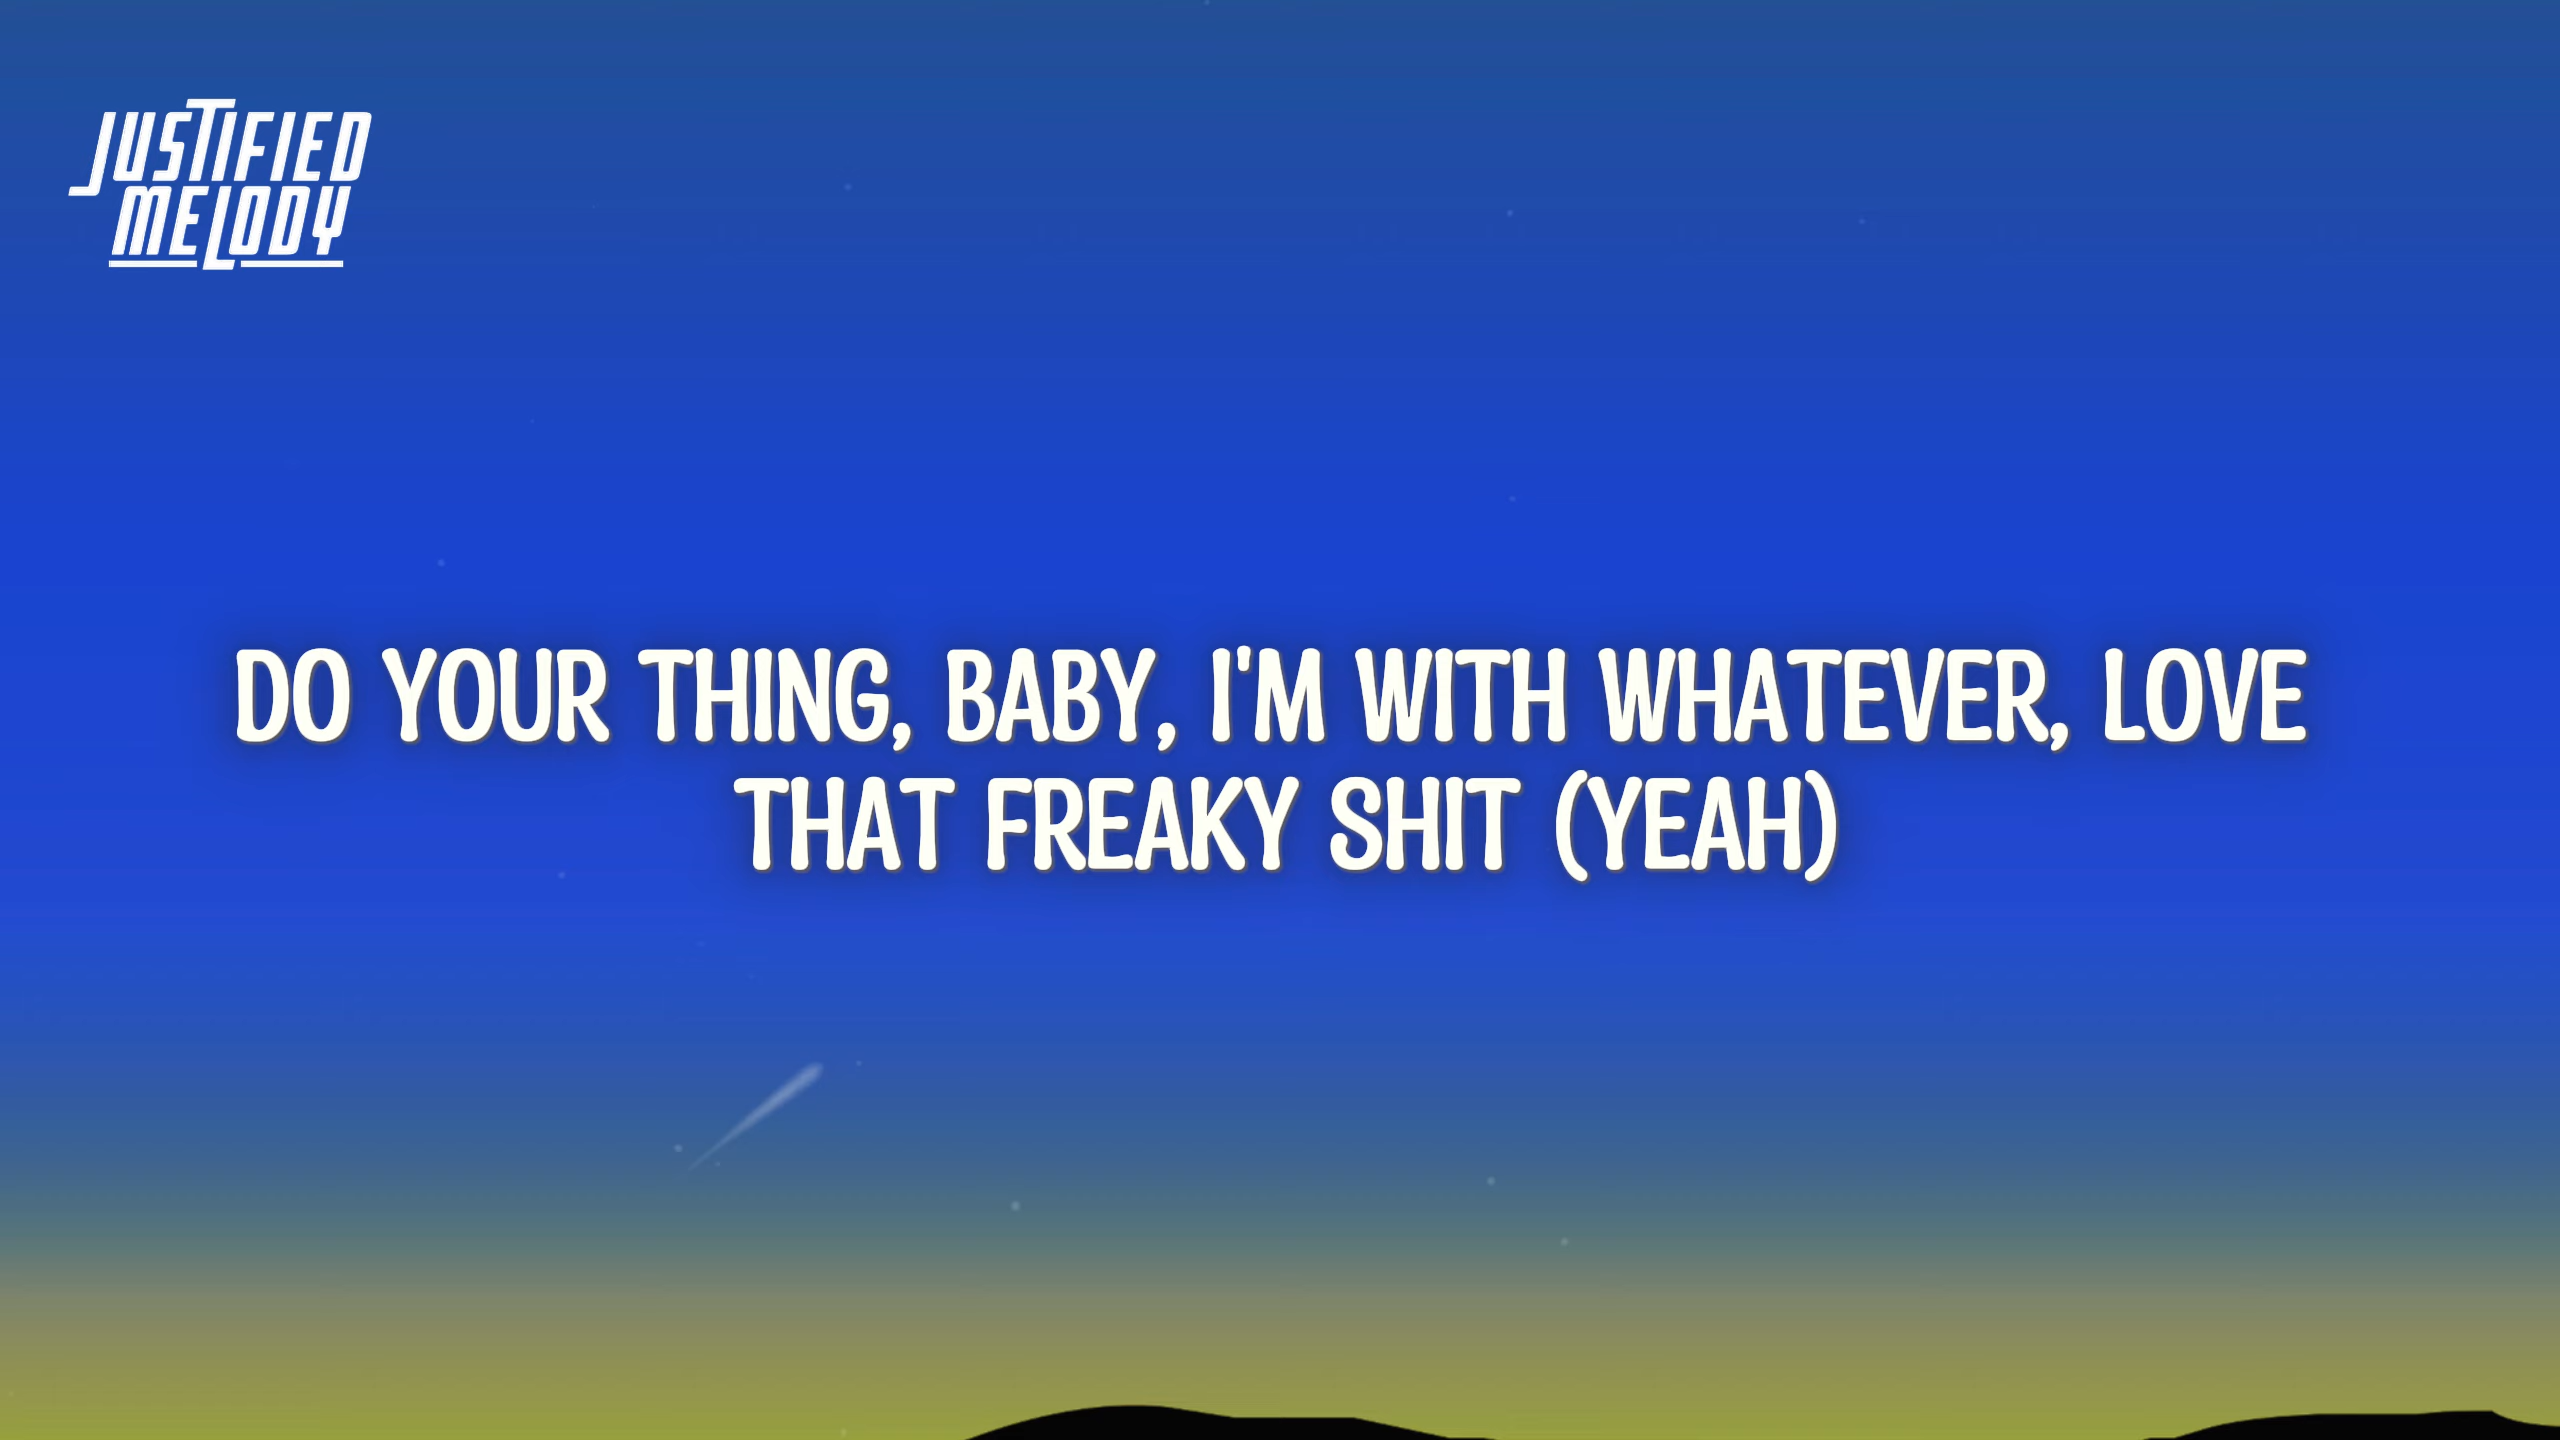 JUSTIFIED
MELODY
DO YOUR THING, BABY, I'M WITH WHATEVER, LOVE
THAT FREAKY SHIT (YEAH)